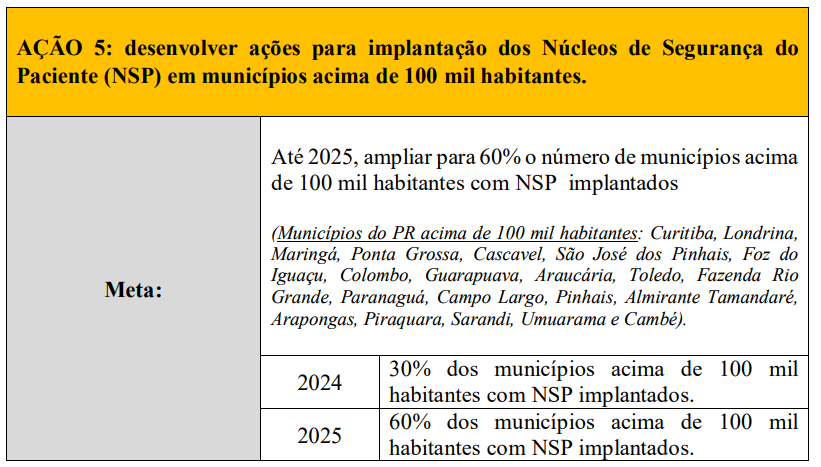 AÇÃO 5: desenvolver ações para implantação dos Núcleos de Segurança do
Paciente (NSP) em municípios acima de 100 mil habitantes.
Meta:
Até 2025, ampliar para 60% o número de municípios acima
de 100 mil habitantes com NSP implantados
(Municípios do PR acima de 100 mil habitantes: Curitiba, Londrina,
Maringá, Ponta Grossa, Cascavel, São José dos Pinhais, Foz do
Iguaçu, Colombo, Guarapuava, Araucária, Toledo, Fazenda Rio
Grande, Paranaguá, Campo Largo, Pinhais, Almirante Tamandaré,
Arapongas, Piraquara, Sarandi, Umuarama e Cambé).
2024
30% dos municípios acima de 100 mil
habitantes com NSP implantados.
2025
60% dos municípios acima de 100 mil
habitantes com NSP implantados.